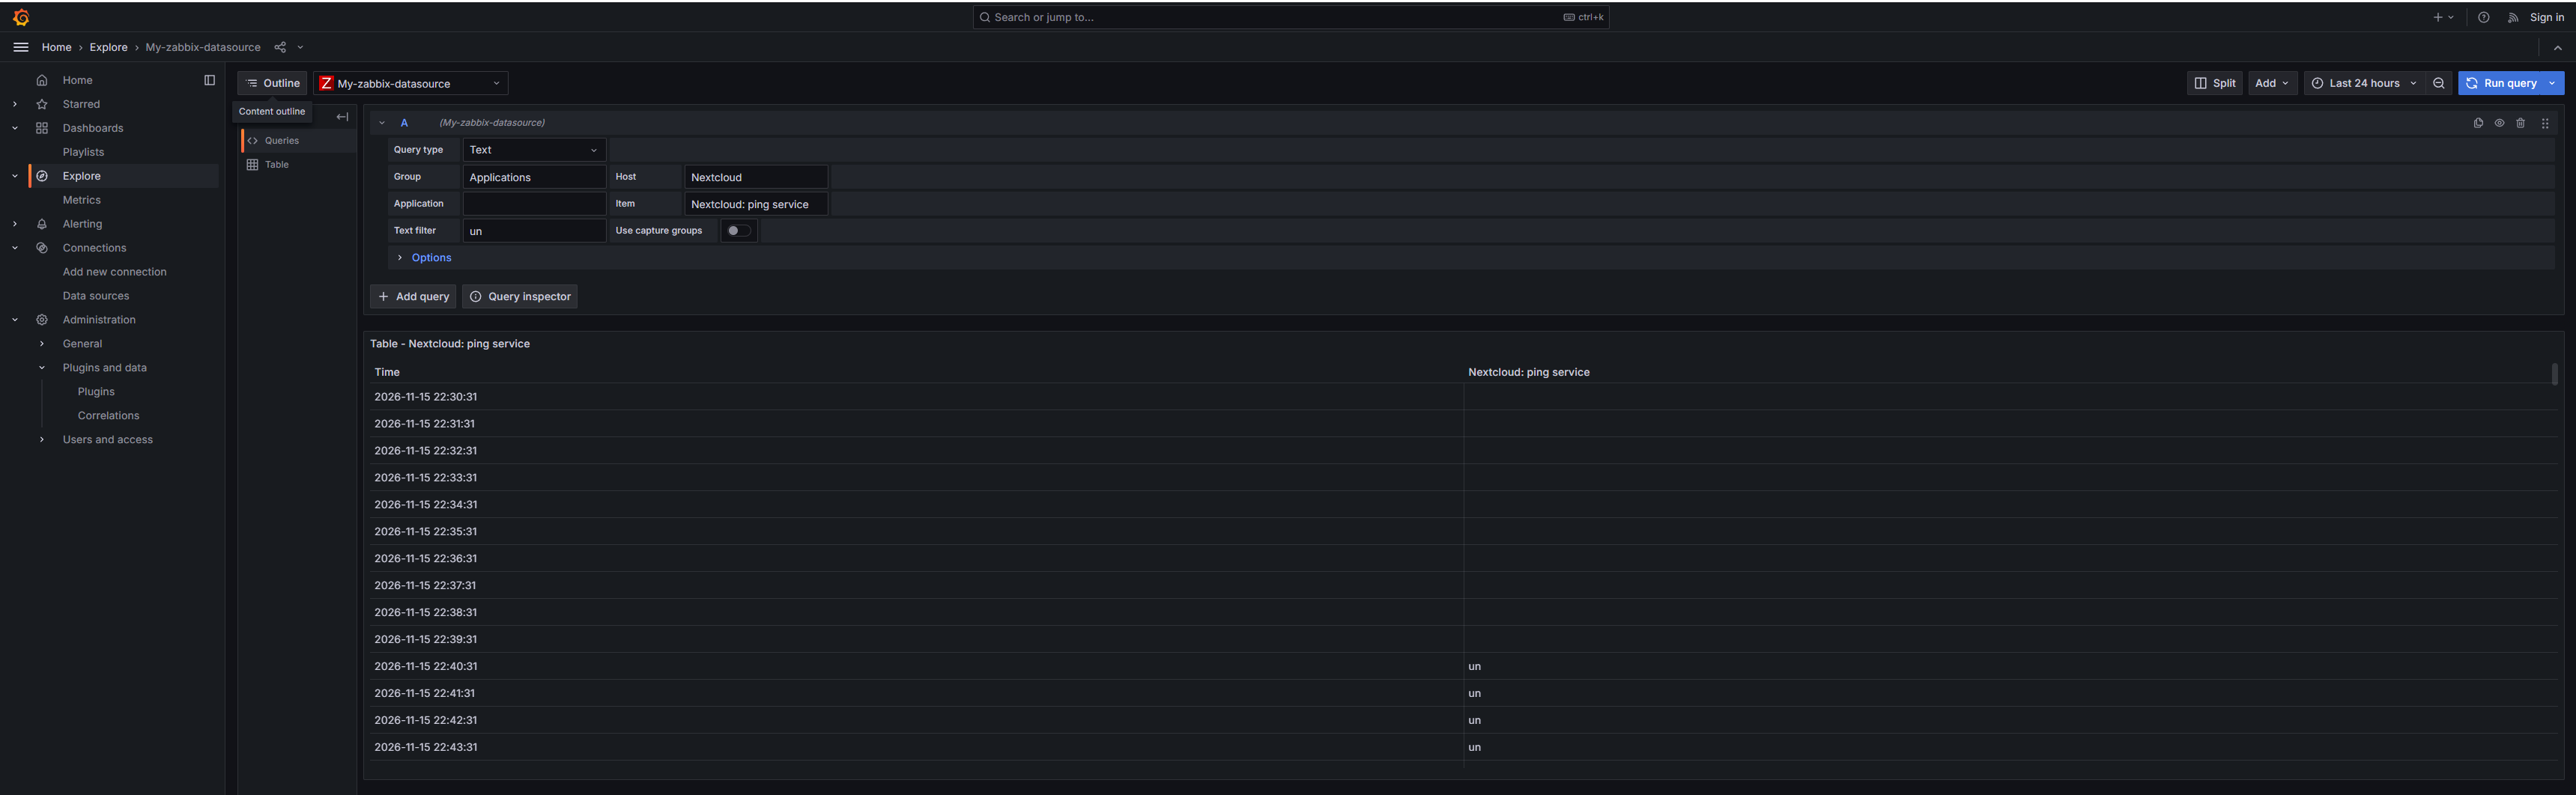 Search or jump to... ctrl+k Sign in
Home › Explore › My-zabbix-datasource
Home
Starred
Dashboards
Playlists
Explore
Metrics
Alerting
Connections
Add new connection
Data sources
Administration
General
Plugins and data
Plugins
Correlations
Users and access
Outline Z My-zabbix-datasource Split Add Last 24 hours Run query
Content outline
Queries
Table
A (My-zabbix-datasource)
Query type Text
Group Applications Host Nextcloud
Application Item Nextcloud: ping service
Text filter un Use capture groups
Options
Add query Query inspector
Table - Nextcloud: ping service
Time Nextcloud: ping service
2026-11-15 22:30:31
2026-11-15 22:31:31
2026-11-15 22:32:31
2026-11-15 22:33:31
2026-11-15 22:34:31
2026-11-15 22:35:31
2026-11-15 22:36:31
2026-11-15 22:37:31
2026-11-15 22:38:31
2026-11-15 22:39:31
2026-11-15 22:40:31 un
2026-11-15 22:41:31 un
2026-11-15 22:42:31 un
2026-11-15 22:43:31 un